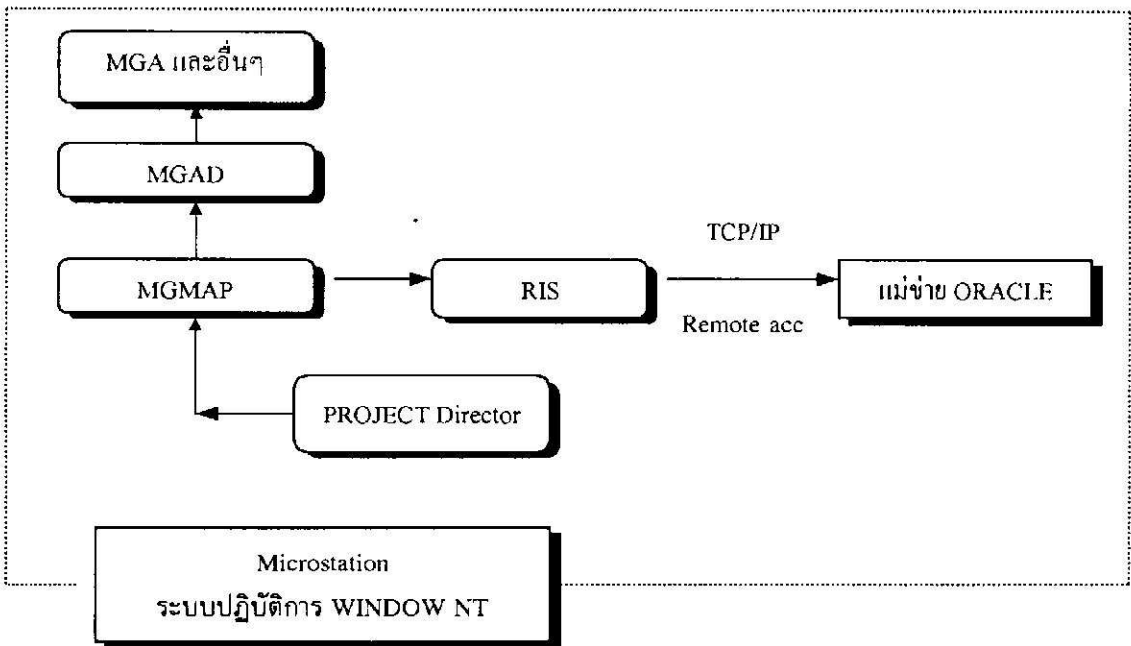 MGA และอื่นๆ
MGAD
MGMAP
RIS
TCP/IP
Remote acc
แม่ข่าย ORACLE
PROJECT Director
Microstation
ระบบปฏิบัติการ WINDOW NT